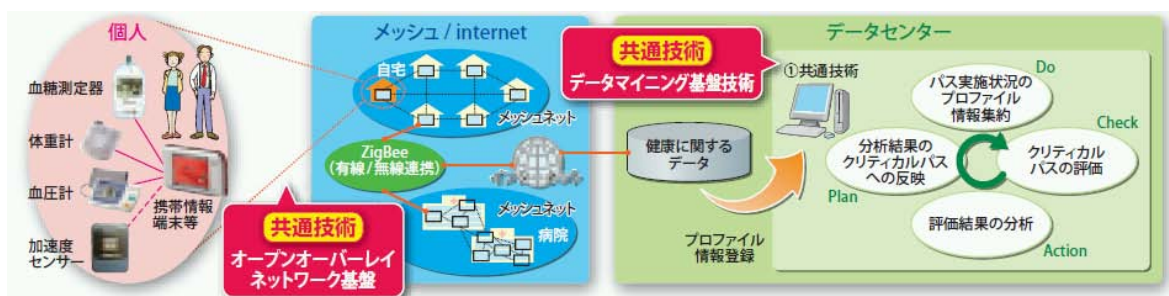 個人
血糖測定器
体重計
血圧計
加速度
センサー
携帯情報
端末等
メッシュ / internet
自宅
メッシュネット
ZigBee
(有線/無線連携)
メッシュネット
病院
共通技術
オープンオーバーレイ
ネットワーク基盤
共通技術
データマイニング基盤技術
データセンター
①共通技術
健康に関する
データ
プロファイル
情報登録
Do
パス実施状況の
プロファイル
情報集約
Check
クリティカル
パスの評価
分析結果の
クリティカルパス
への反映
Plan
評価結果の分析
Action